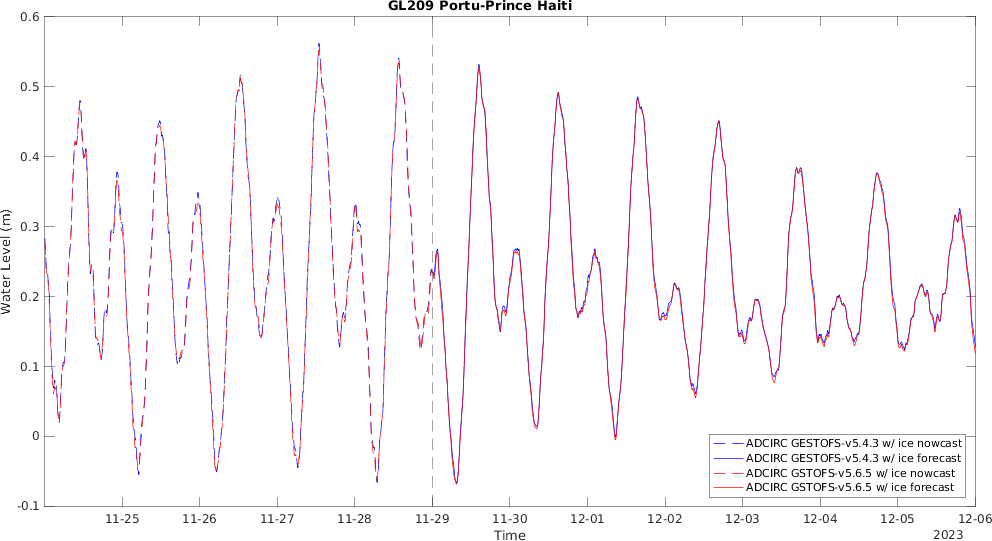 GL209 Portu-Prince Haiti
Water Level (m)
0.6
0.5
0.4
0.3
0.2
0.1
0
-0.1
11-25 11-26 11-27 11-28 11-29 11-30 12-01 12-02 12-03 12-04 12-05 12-06
Time
2023
ADCIRC GESTOFS-v5.4.3 w/ ice nowcast
ADCIRC GESTOFS-v5.4.3 w/ ice forecast
ADCIRC GSTOFS-v5.6.5 w/ ice nowcast
ADCIRC GSTOFS-v5.6.5 w/ ice forecast